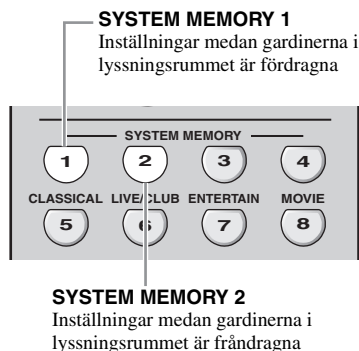 SYSTEM MEMORY 1
Inställningar medan gardinerna i
lyssningsrummet är fördragna
SYSTEM MEMORY
1 2 3 4
CLASSICAL LIVE/CLUB ENTERTAIN MOVIE
5 6 7 8
SYSTEM MEMORY 2
Inställningar medan gardinerna i
lyssningsrummet är fråndragna